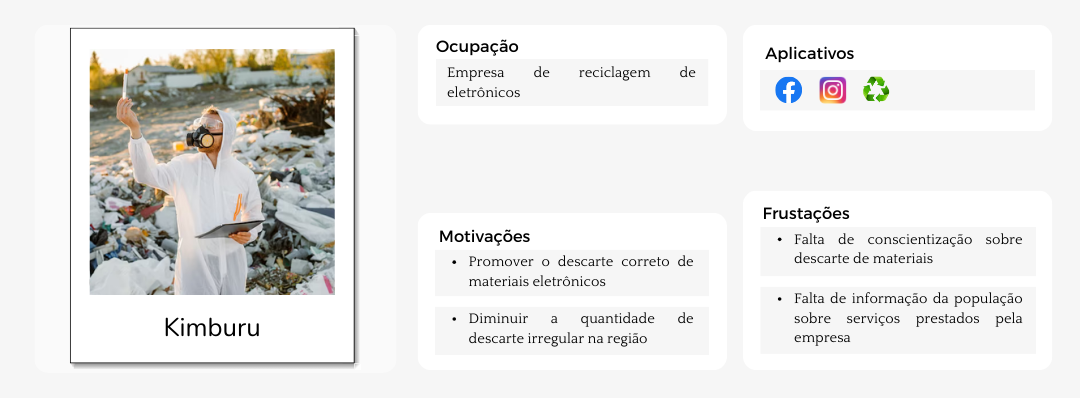 Kimburu
Ocupação
Empresa de reciclagem de
eletrônicos
Motivações
• Promover o descarte correto de
materiais eletrônicos
• Diminuir a quantidade de
descarte irregular na região
Aplicativos
Frustações
• Falta de conscientização sobre
descarte de materiais
• Falta de informação da população
sobre serviços prestados pela
empresa